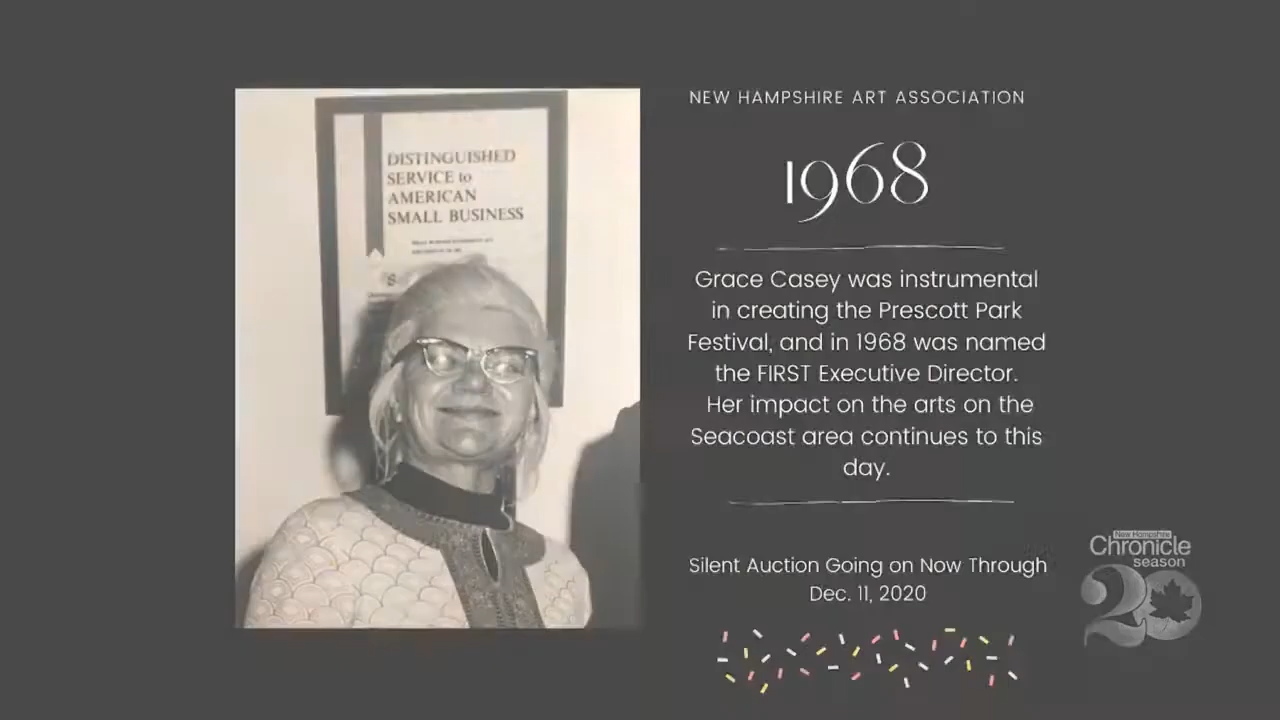 DISTINGUISHED
SERVICE to
AMERICAN
SMALL BUSINESS
NEW HAMPSHIRE ART ASSOCIATION
1968
Grace Casey was instrumental
in creating the Prescott Park
Festival, and in 1968 was named
the FIRST Executive Director.
Her impact on the arts on the
Seacoast area continues to this
day.
Silent Auction Going on Now Through
Dec. 11, 2020
New Hampshire
Chronicle
season
20